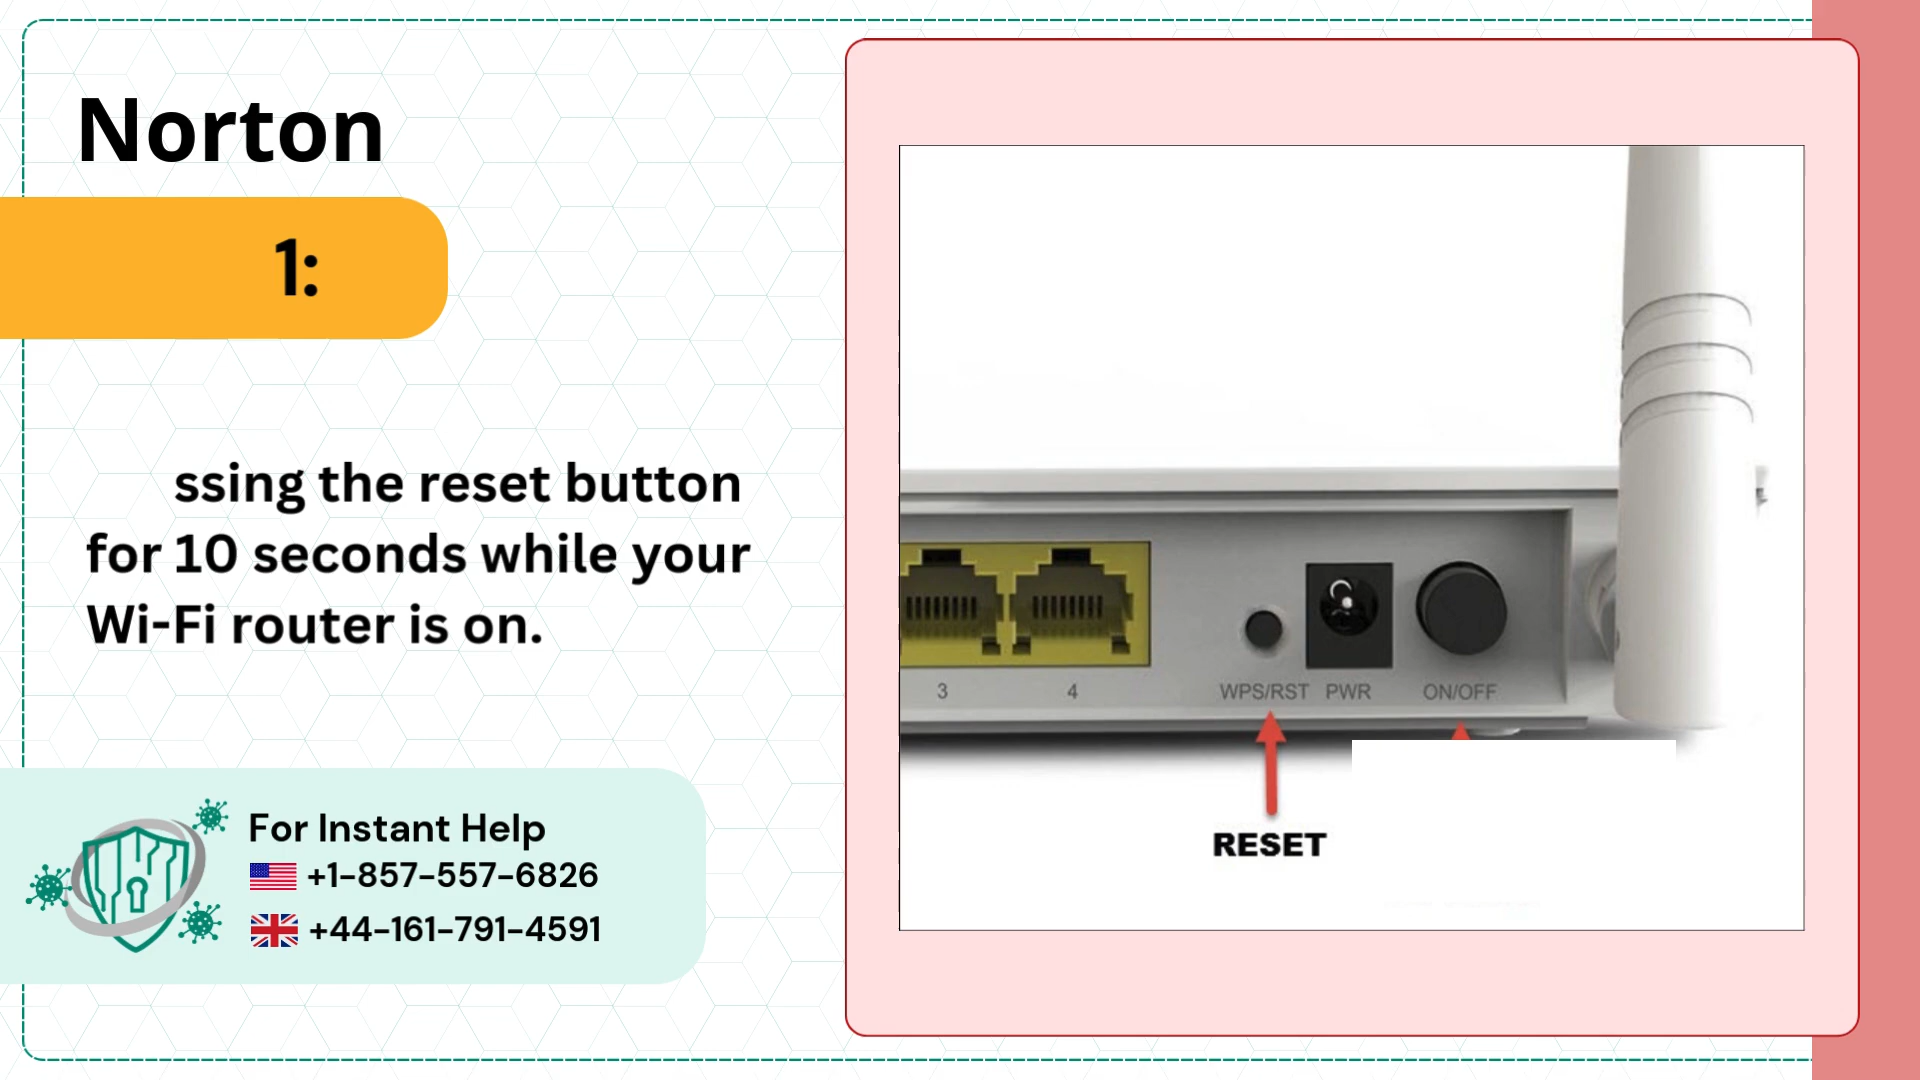 Norton
1:
ssing the reset button
for 10 seconds while your
Wi-Fi router is on.
For Instant Help
+1-857-557-6826
+44-161-791-4591
3 4 WPS/RST PWR ON/OFF
RESET